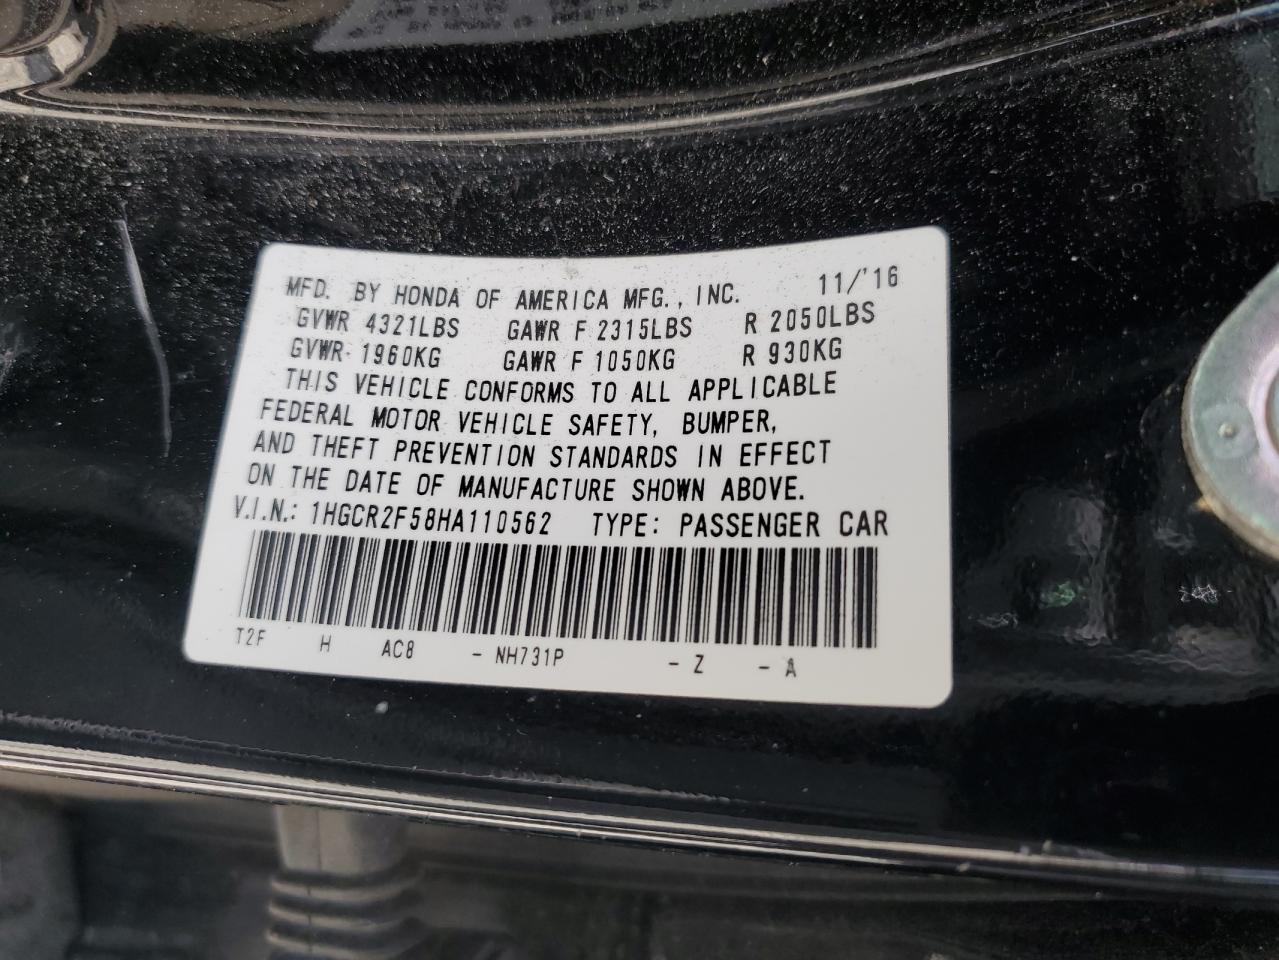 MFD. BY HONDA OF AMERICA MFG., INC. 11/'16
GVWR 4321LBS GAWR F 2315LBS R 2050LBS
GVWR 1960KG GAWR F 1050KG R 930KG
THIS VEHICLE CONFORMS TO ALL APPLICABLE
FEDERAL MOTOR VEHICLE SAFETY, BUMPER,
AND THEFT PREVENTION STANDARDS IN EFFECT
ON THE DATE OF MANUFACTURE SHOWN ABOVE.
V.I.N.: 1HGCR2F58HA110562 TYPE: PASSENGER CAR
T2F H AC8 - NH731P - Z - A